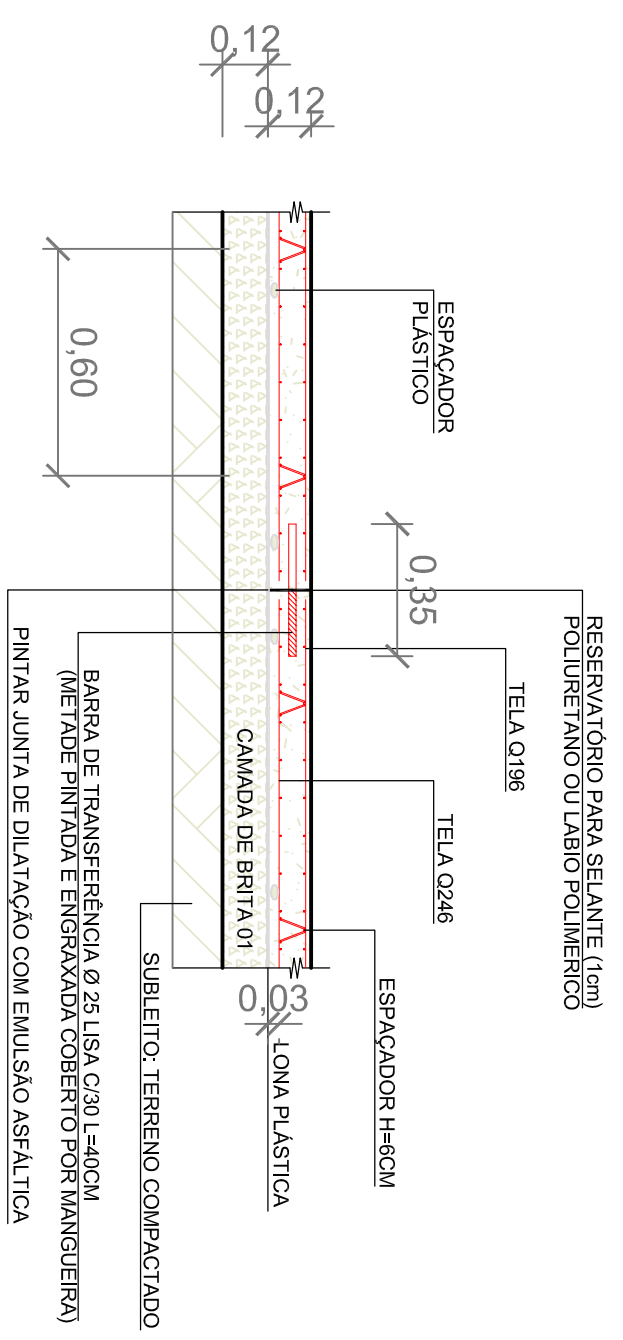 RESERVATÓRIO PARA SELANTE (1cm)
POLIURETANO OU LABIO POLIMERICO
TELA Q196
ESPAÇADOR
PLÁSTICO
TELA Q246
0,35
ESPAÇADOR H=6CM
0,12
0,12
0,03
LONA PLÁSTICA
CAMADA DE BRITA 01
SUBLEITO: TERRENO COMPACTADO
0,60
BARRA DE TRANSFERÊNCIA Ø 25 LISA C/30 L=40CM
(METADE PINTADA E ENGRAXADA COBERTO POR MANGUEIRA)
PINTAR JUNTA DE DILATAÇÃO COM EMULSÃO ASFÁLTICA